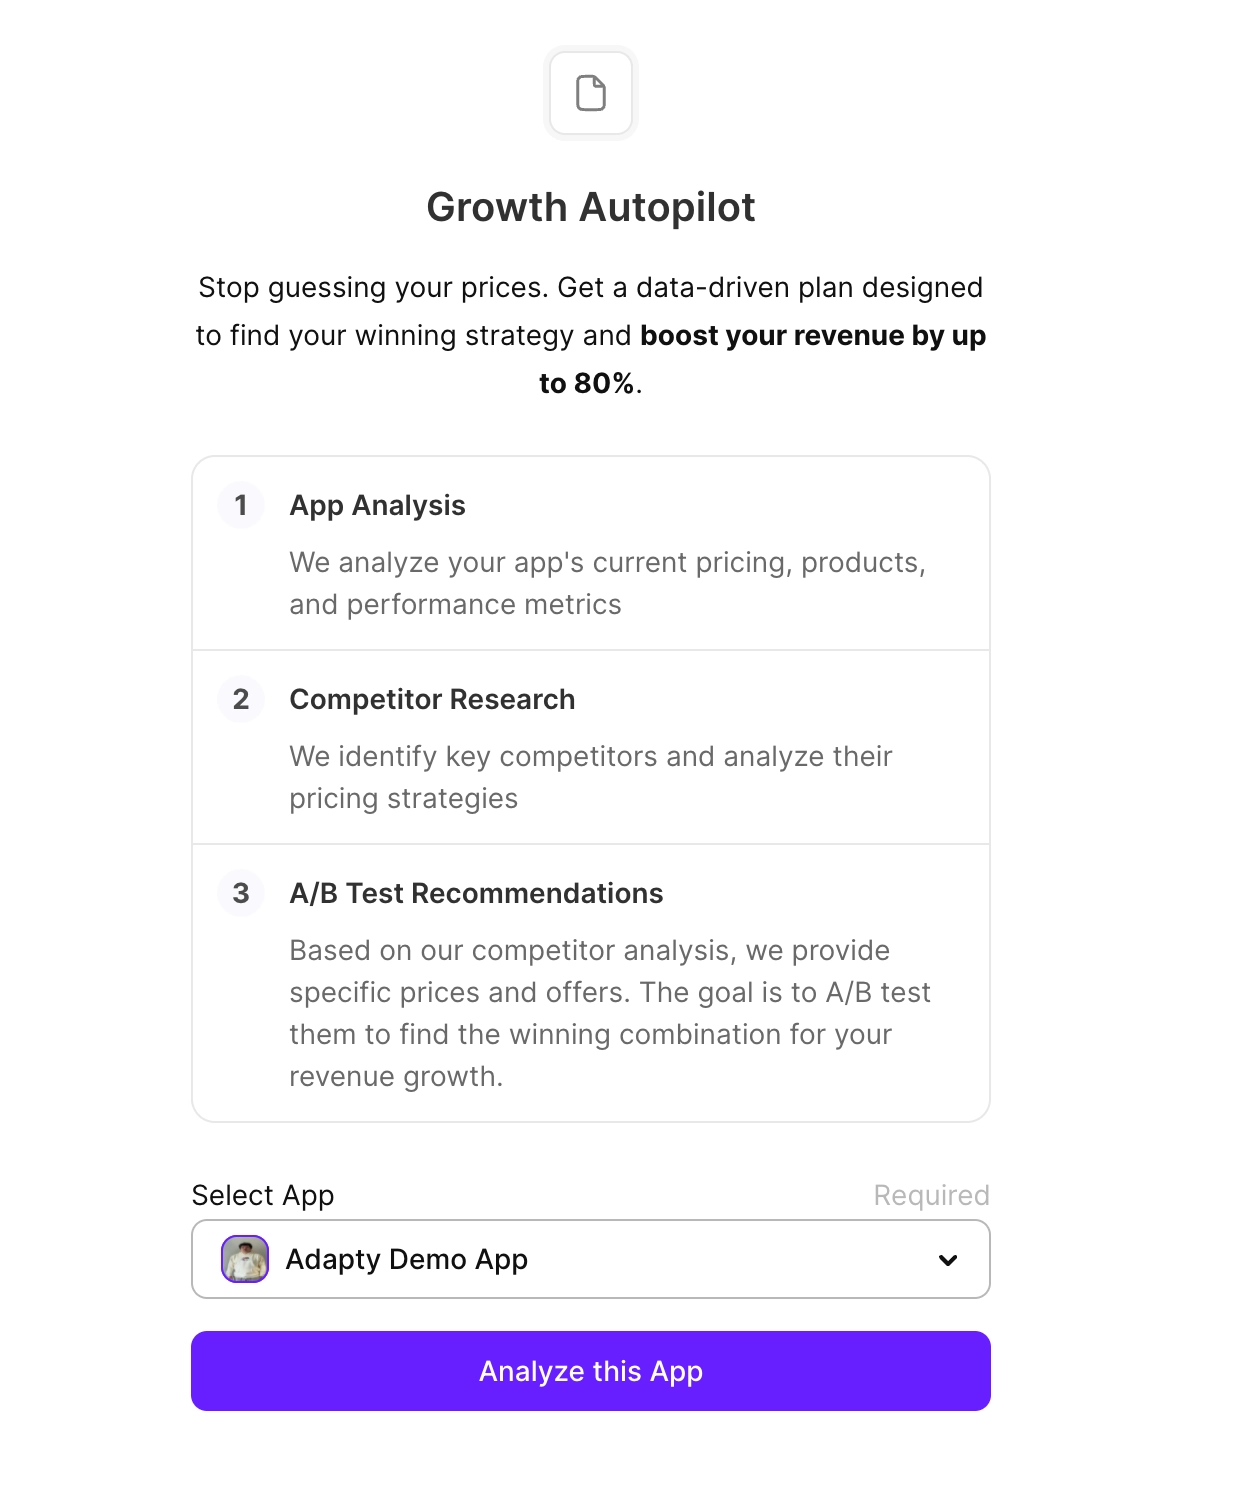 Growth Autopilot
Stop guessing your prices. Get a data-driven plan designed
to find your winning strategy and boost your revenue by up
to 80%.
1 App Analysis
We analyze your app's current pricing, products,
and performance metrics
2 Competitor Research
We identify key competitors and analyze their
pricing strategies
3 A/B Test Recommendations
Based on our competitor analysis, we provide
specific prices and offers. The goal is to A/B test
them to find the winning combination for your
revenue growth.
Select App Required
Adapty Demo App
Analyze this App